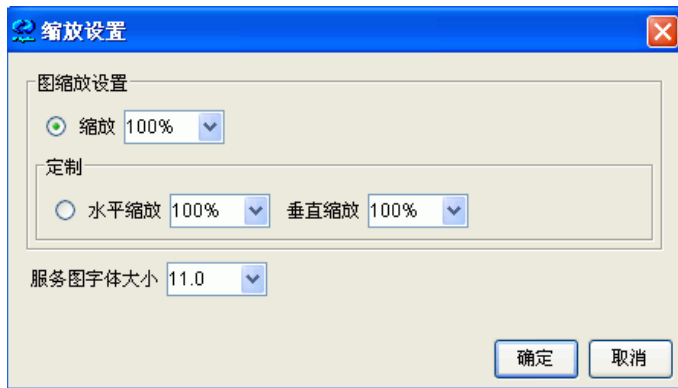 缩放设置
图缩放设置
缩放 100%
定制
水平缩放 100% 垂直缩放 100%
服务图字体大小 11.0
确定 取消